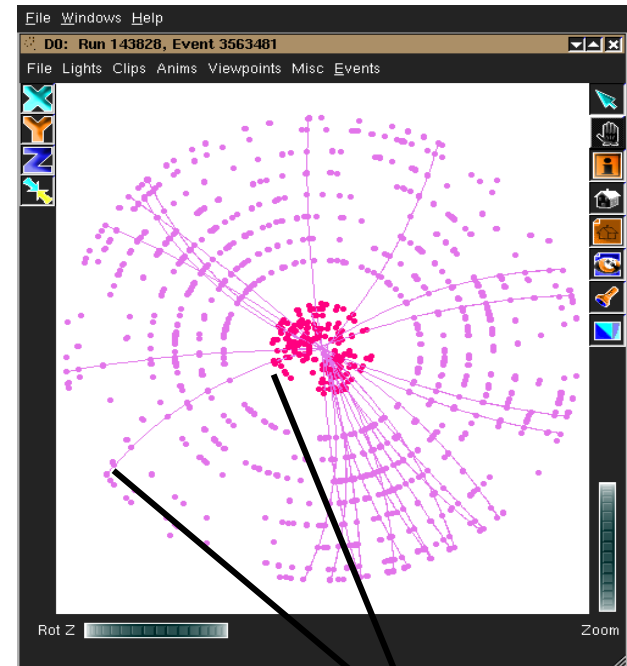 File Windows Help
D0: Run 143828, Event 3563481
File Lights Clips Anims Viewpoints Misc Events
X
Y
Z
i
Rot Z
Zoom